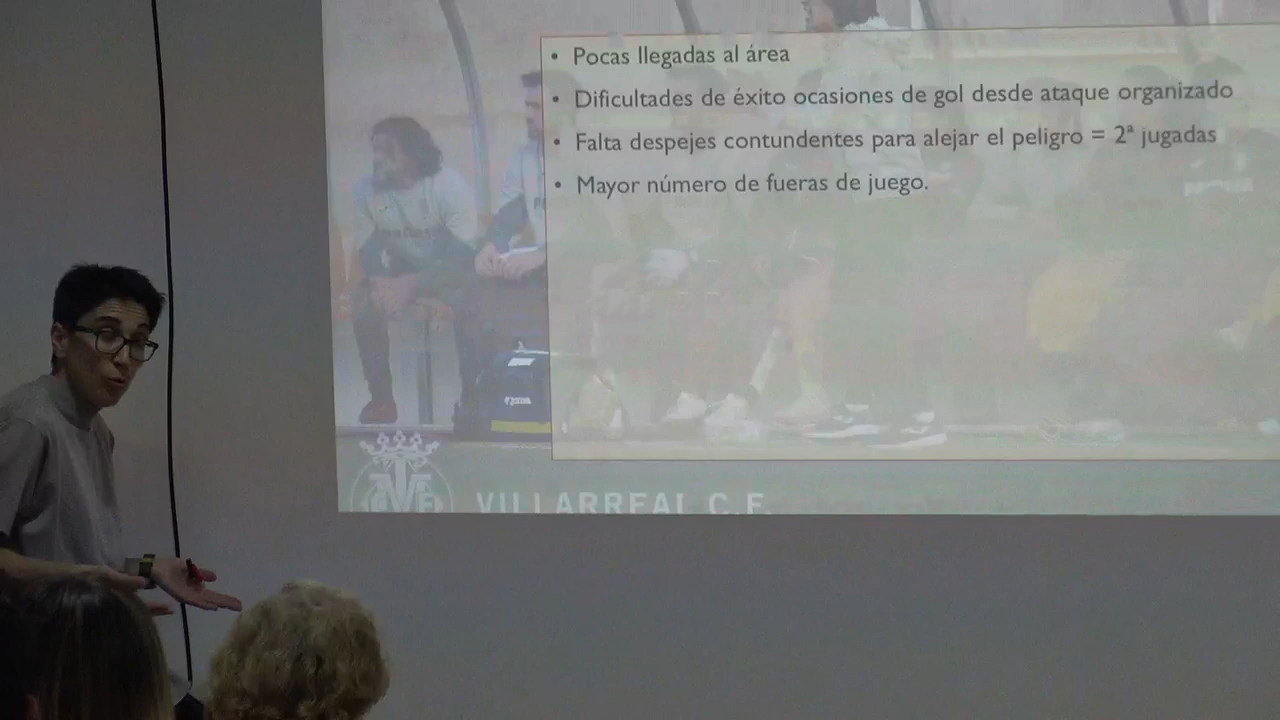 • Pocas llegadas al área
• Dificultades de éxito ocasiones de gol desde ataque organizado
• Falta despejes contundentes para alejar el peligro = 2ª jugadas
• Mayor número de fueras de juego.
VILLARREAL C.F.